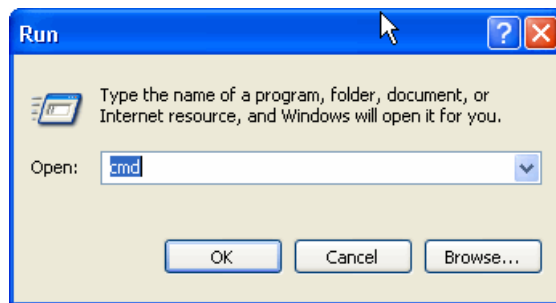 Run
Type the name of a program, folder, document, or
Internet resource, and Windows will open it for you.
Open: cmd
OK Cancel Browse...